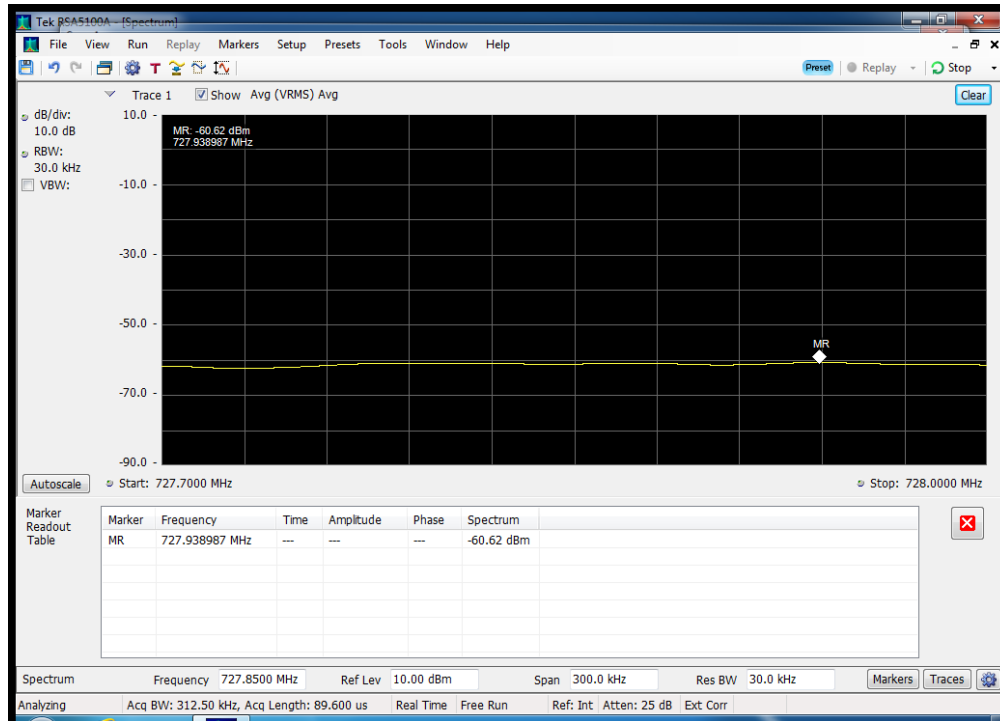 Tek RSA5100A - [Spectrum]
File View Run Replay Markers Setup Presets Tools Window Help
T Preset Replay Stop
Trace 1 Show Avg (VRMS) Avg Clear
dB/div:
10.0 dB
RBW:
30.0 kHz
VBW:
10.0 -
-10.0 -
-30.0 -
-50.0 -
-70.0 -
-90.0 -
MR: -60.62 dBm
727.938987 MHz
MR
Autoscale Start: 727.7000 MHz Stop: 728.0000 MHz
Marker
Readout
Table
Marker Frequency Time Amplitude Phase Spectrum
MR 727.938987 MHz --- --- --- -60.62 dBm
Spectrum Frequency 727.8500 MHz Ref Lev 10.00 dBm Span 300.0 kHz Res BW 30.0 kHz Markers Traces
Analyzing Acq BW: 312.50 kHz, Acq Length: 89.600 us Real Time Free Run Ref: Int Atten: 25 dB Ext Corr